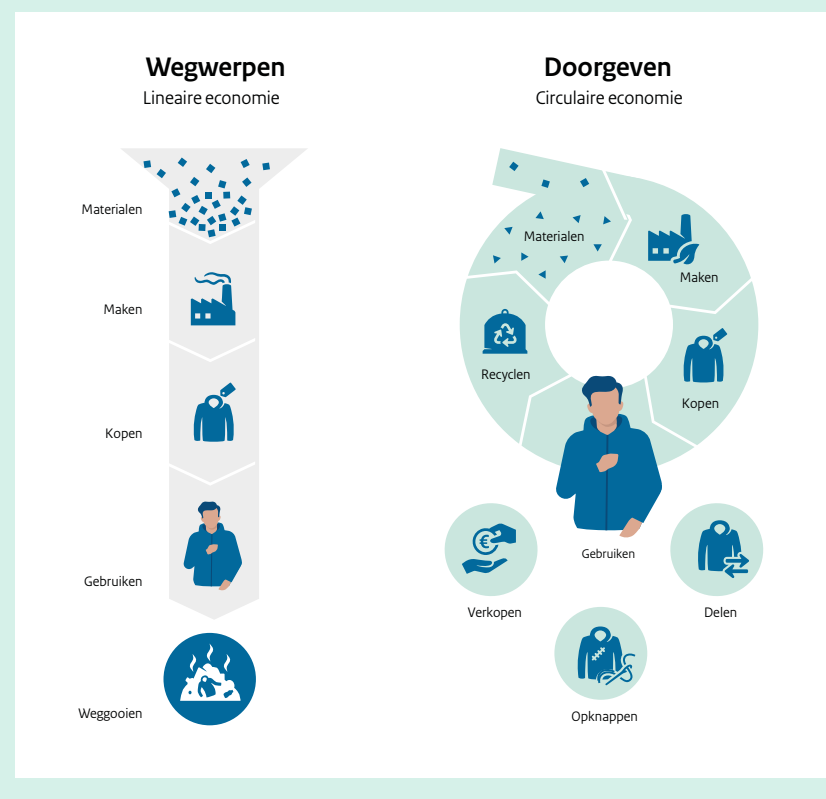 Wegwerpen
Lineaire economie
Materialen
Maken
Kopen
Gebruiken
Weggooien
Doorgeven
Circulaire economie
Materialen
Maken
Kopen
Recyclen
Gebruiken
Verkopen
Delen
Opknappen